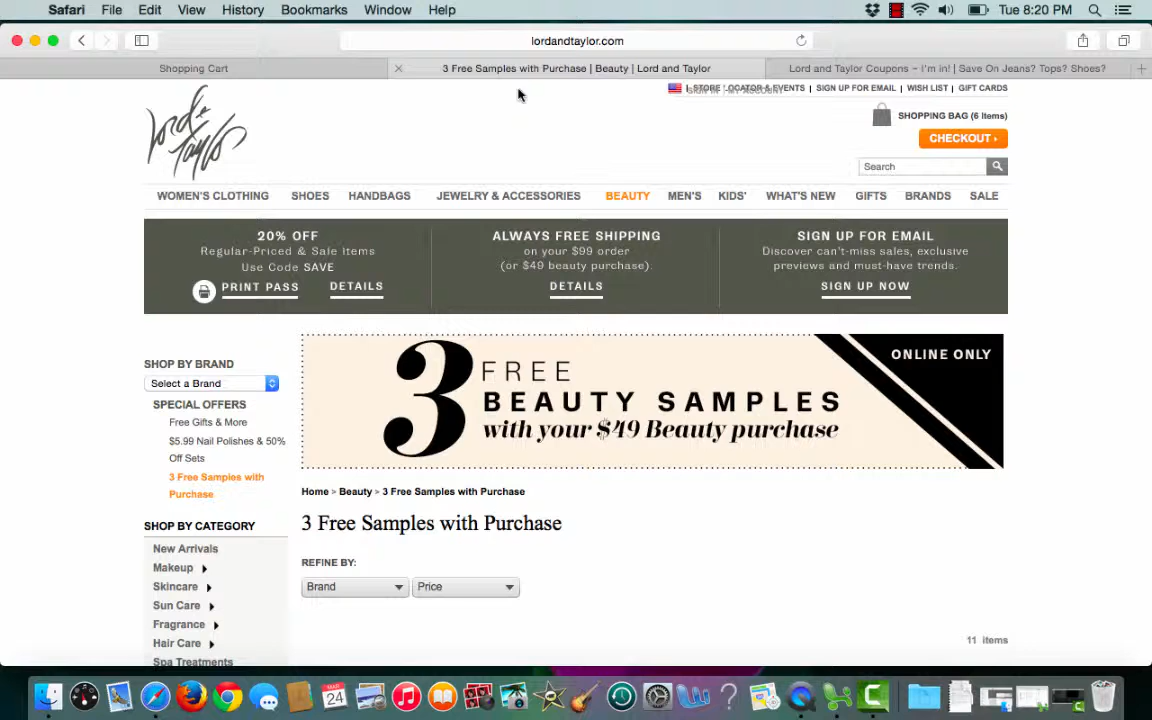 Safari File Edit View History Bookmarks Window Help Tue 8:20 PM
lordandtaylor.com
Shopping Cart 3 Free Samples with Purchase | Beauty | Lord and Taylor Lord and Taylor Coupons – I'm in! | Save On Jeans? Tops? Shoes?
STORE LOCATOR & EVENTS | SIGN UP FOR EMAIL | WISH LIST | GIFT CARDS
Lord & Taylor
SHOPPING BAG (6 Items)
CHECKOUT ›
Search
WOMEN'S CLOTHING SHOES HANDBAGS JEWELRY & ACCESSORIES BEAUTY MEN'S KIDS' WHAT'S NEW GIFTS BRANDS SALE
20% OFF
Regular-Priced & Sale Items
Use Code SAVE
PRINT PASS DETAILS
ALWAYS FREE SHIPPING
on your $99 order
(or $49 beauty purchase).
DETAILS
SIGN UP FOR EMAIL
Discover can't-miss sales, exclusive
previews and must-have trends.
SIGN UP NOW
SHOP BY BRAND
Select a Brand
SPECIAL OFFERS
Free Gifts & More
$5.99 Nail Polishes & 50%
Off Sets
3 Free Samples with
Purchase
SHOP BY CATEGORY
New Arrivals
Makeup
Skincare
Sun Care
Fragrance
Hair Care
Spa Treatments
ONLINE ONLY
3 FREE
BEAUTY SAMPLES
with your $49 Beauty purchase
Home > Beauty > 3 Free Samples with Purchase
3 Free Samples with Purchase
REFINE BY:
Brand Price
11 items
MAR
24